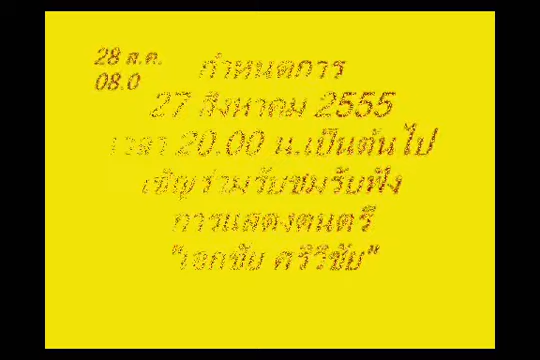 28 ส.ค.
08.0
กำหนดการ
27 สิงหาคม 2555
เวลา 20.00 น.เป็นต้นไป
เชิญร่วมรับชมรับฟัง
การแสดงดนตรี
"เอกชัย ศรีวิชัย"